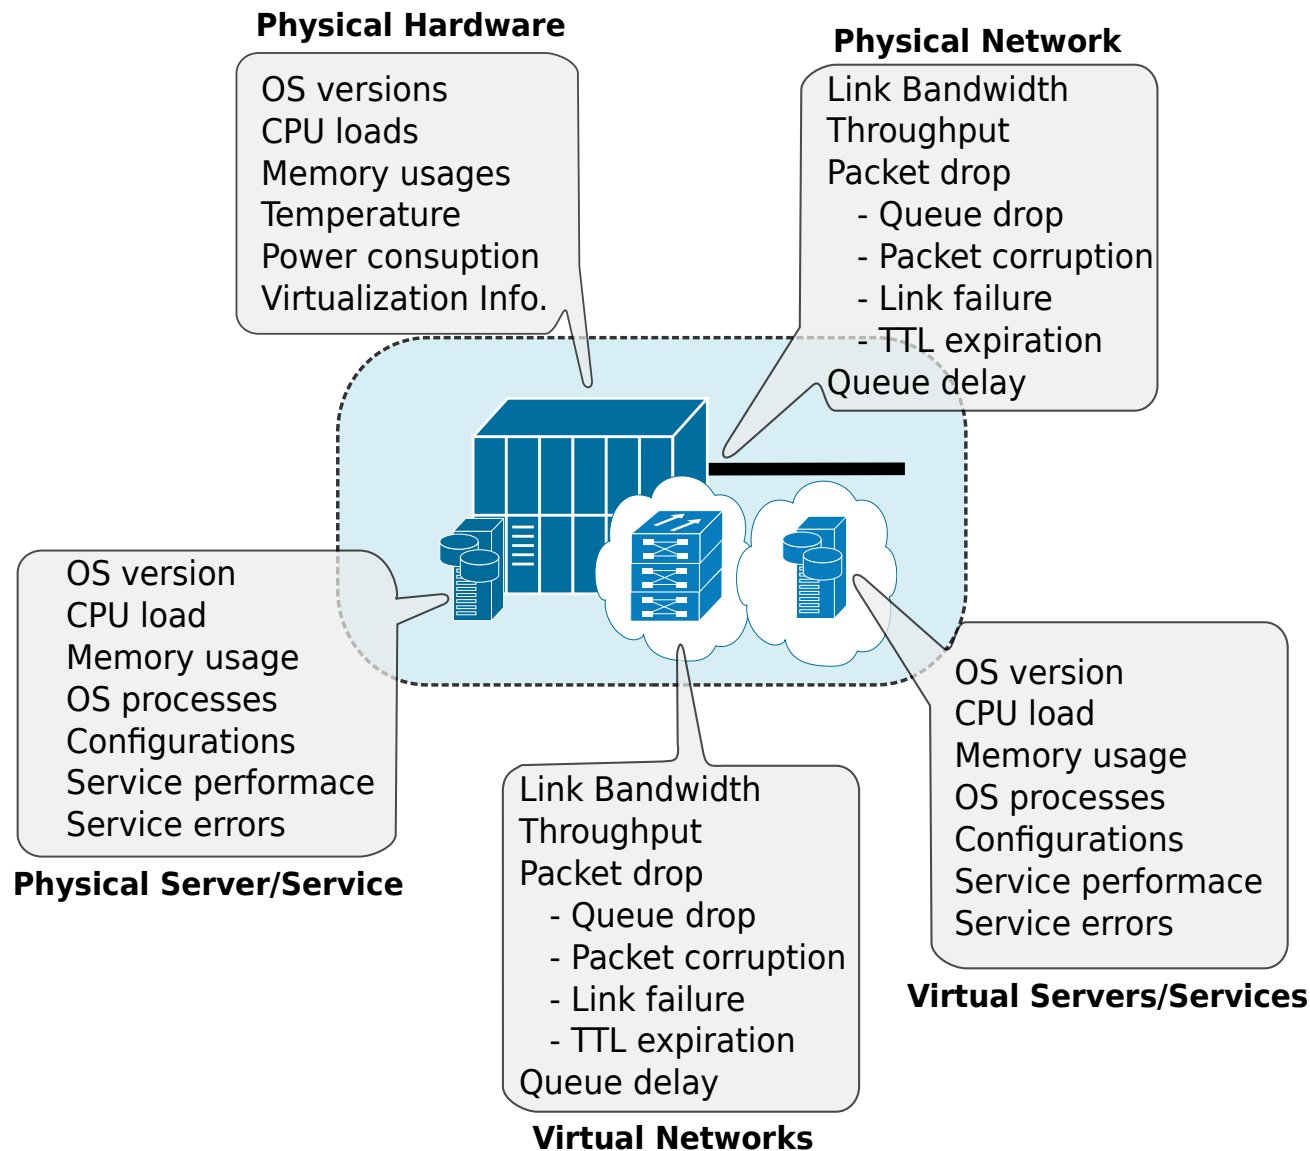 Physical Hardware
OS versions
CPU loads
Memory usages
Temperature
Power consuption
Virtualization Info.
Physical Network
Link Bandwidth
Throughput
Packet drop
- Queue drop
- Packet corruption
- Link failure
- TTL expiration
Queue delay
OS version
CPU load
Memory usage
OS processes
Configurations
Service performace
Service errors
Physical Server/Service
Link Bandwidth
Throughput
Packet drop
- Queue drop
- Packet corruption
- Link failure
- TTL expiration
Queue delay
Virtual Networks
OS version
CPU load
Memory usage
OS processes
Configurations
Service performace
Service errors
Virtual Servers/Services